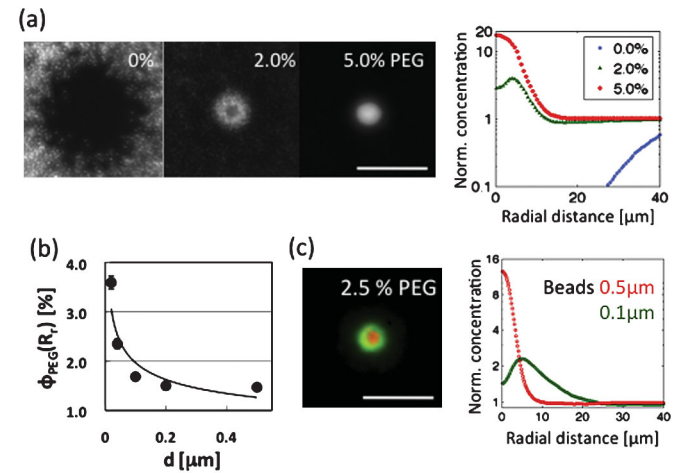 (a)
0%
2.0%
5.0% PEG
Norm. concentration
20
10
1
0.1
0.0%
2.0%
5.0%
0
20
40
Radial distance [μm]
(b)
ϕPEG(Rr) [%]
4.0
3.0
2.0
1.0
0
0.2
0.4
d [μm]
(c)
2.5 % PEG
Norm. concentration
16
8
4
2
1
Beads 0.5μm
0.1μm
0
10
20
30
40
Radial distance [μm]